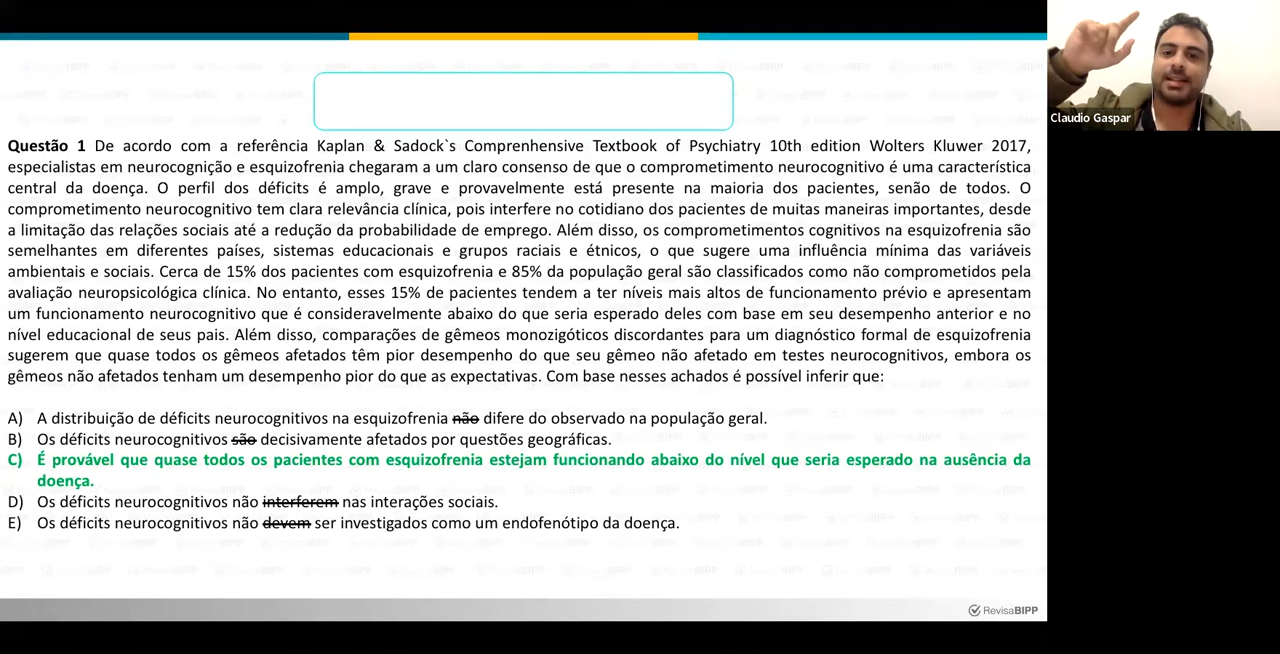 Claudio Gaspar
Questão 1 De acordo com a referência Kaplan & Sadock`s Comprenhensive Textbook of Psychiatry 10th edition Wolters Kluwer 2017,
especialistas em neurocognição e esquizofrenia chegaram a um claro consenso de que o comprometimento neurocognitivo é uma característica
central da doença. O perfil dos déficits é amplo, grave e provavelmente está presente na maioria dos pacientes, senão de todos. O
comprometimento neurocognitivo tem clara relevância clínica, pois interfere no cotidiano dos pacientes de muitas maneiras importantes, desde
a limitação das relações sociais até a redução da probabilidade de emprego. Além disso, os comprometimentos cognitivos na esquizofrenia são
semelhantes em diferentes países, sistemas educacionais e grupos raciais e étnicos, o que sugere uma influência mínima das variáveis
ambientais e sociais. Cerca de 15% dos pacientes com esquizofrenia e 85% da população geral são classificados como não comprometidos pela
avaliação neuropsicológica clínica. No entanto, esses 15% de pacientes tendem a ter níveis mais altos de funcionamento prévio e apresentam
um funcionamento neurocognitivo que é consideravelmente abaixo do que seria esperado deles com base em seu desempenho anterior e no
nível educacional de seus pais. Além disso, comparações de gêmeos monozigóticos discordantes para um diagnóstico formal de esquizofrenia
sugerem que quase todos os gêmeos afetados têm pior desempenho do que seu gêmeo não afetado em testes neurocognitivos, embora os
gêmeos não afetados tenham um desempenho pior do que as expectativas. Com base nesses achados é possível inferir que:
A) A distribuição de déficits neurocognitivos na esquizofrenia não difere do observado na população geral.
B) Os déficits neurocognitivos são decisivamente afetados por questões geográficas.
C) É provável que quase todos os pacientes com esquizofrenia estejam funcionando abaixo do nível que seria esperado na ausência da
doença.
D) Os déficits neurocognitivos não interferem nas interações sociais.
E) Os déficits neurocognitivos não devem ser investigados como um endofenótipo da doença.
RevisaBIPP